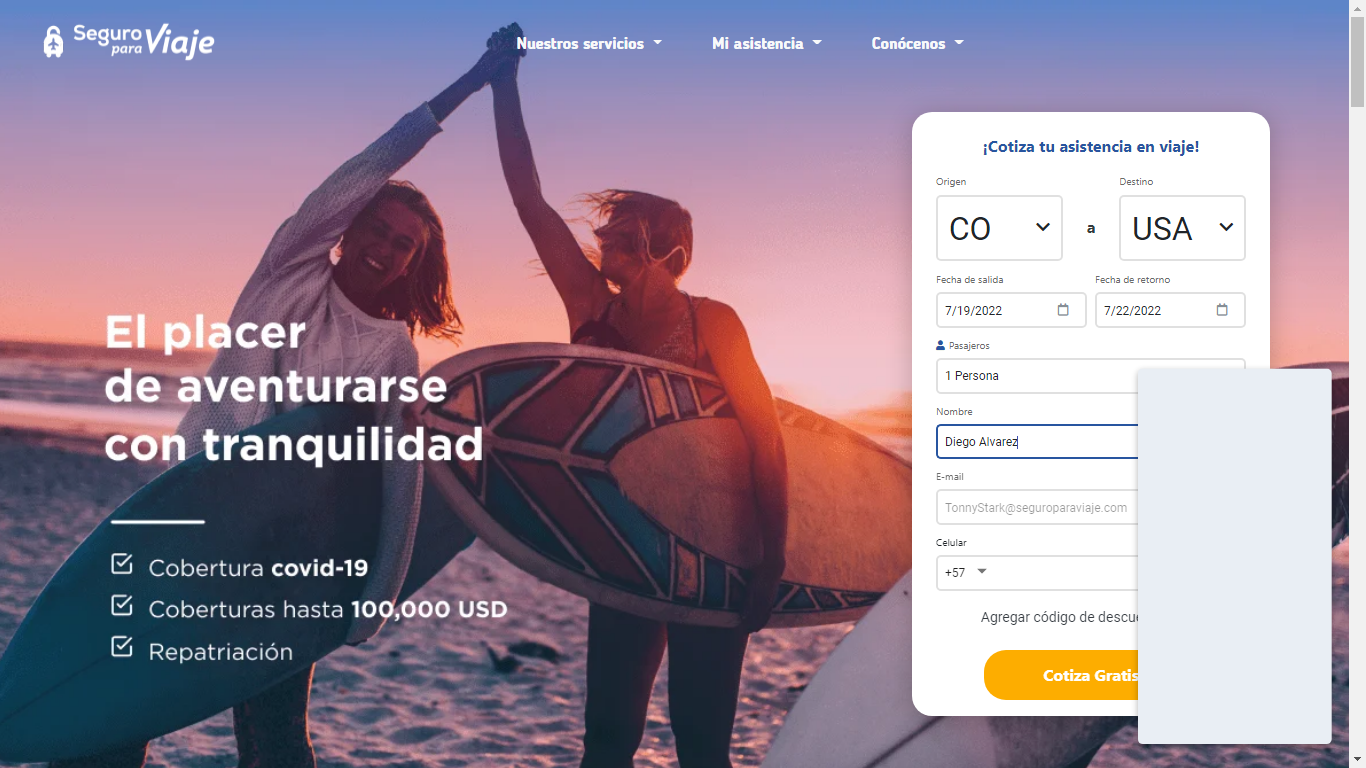 Seguro para Viaje
Nuestros servicios
Mi asistencia
Conócenos
El placer
de aventurarse
con tranquilidad
Cobertura covid-19
Coberturas hasta 100,000 USD
Repatriación
¡Cotiza tu asistencia en viaje!
Origen
Destino
CO
a
USA
Fecha de salida
Fecha de retorno
7/19/2022
7/22/2022
Pasajeros
1 Persona
Nombre
Diego Alvarez
E-mail
TonnyStark@seguroparaviaje.com
Celular
+57
Agregar código de
Cotiza Gratis